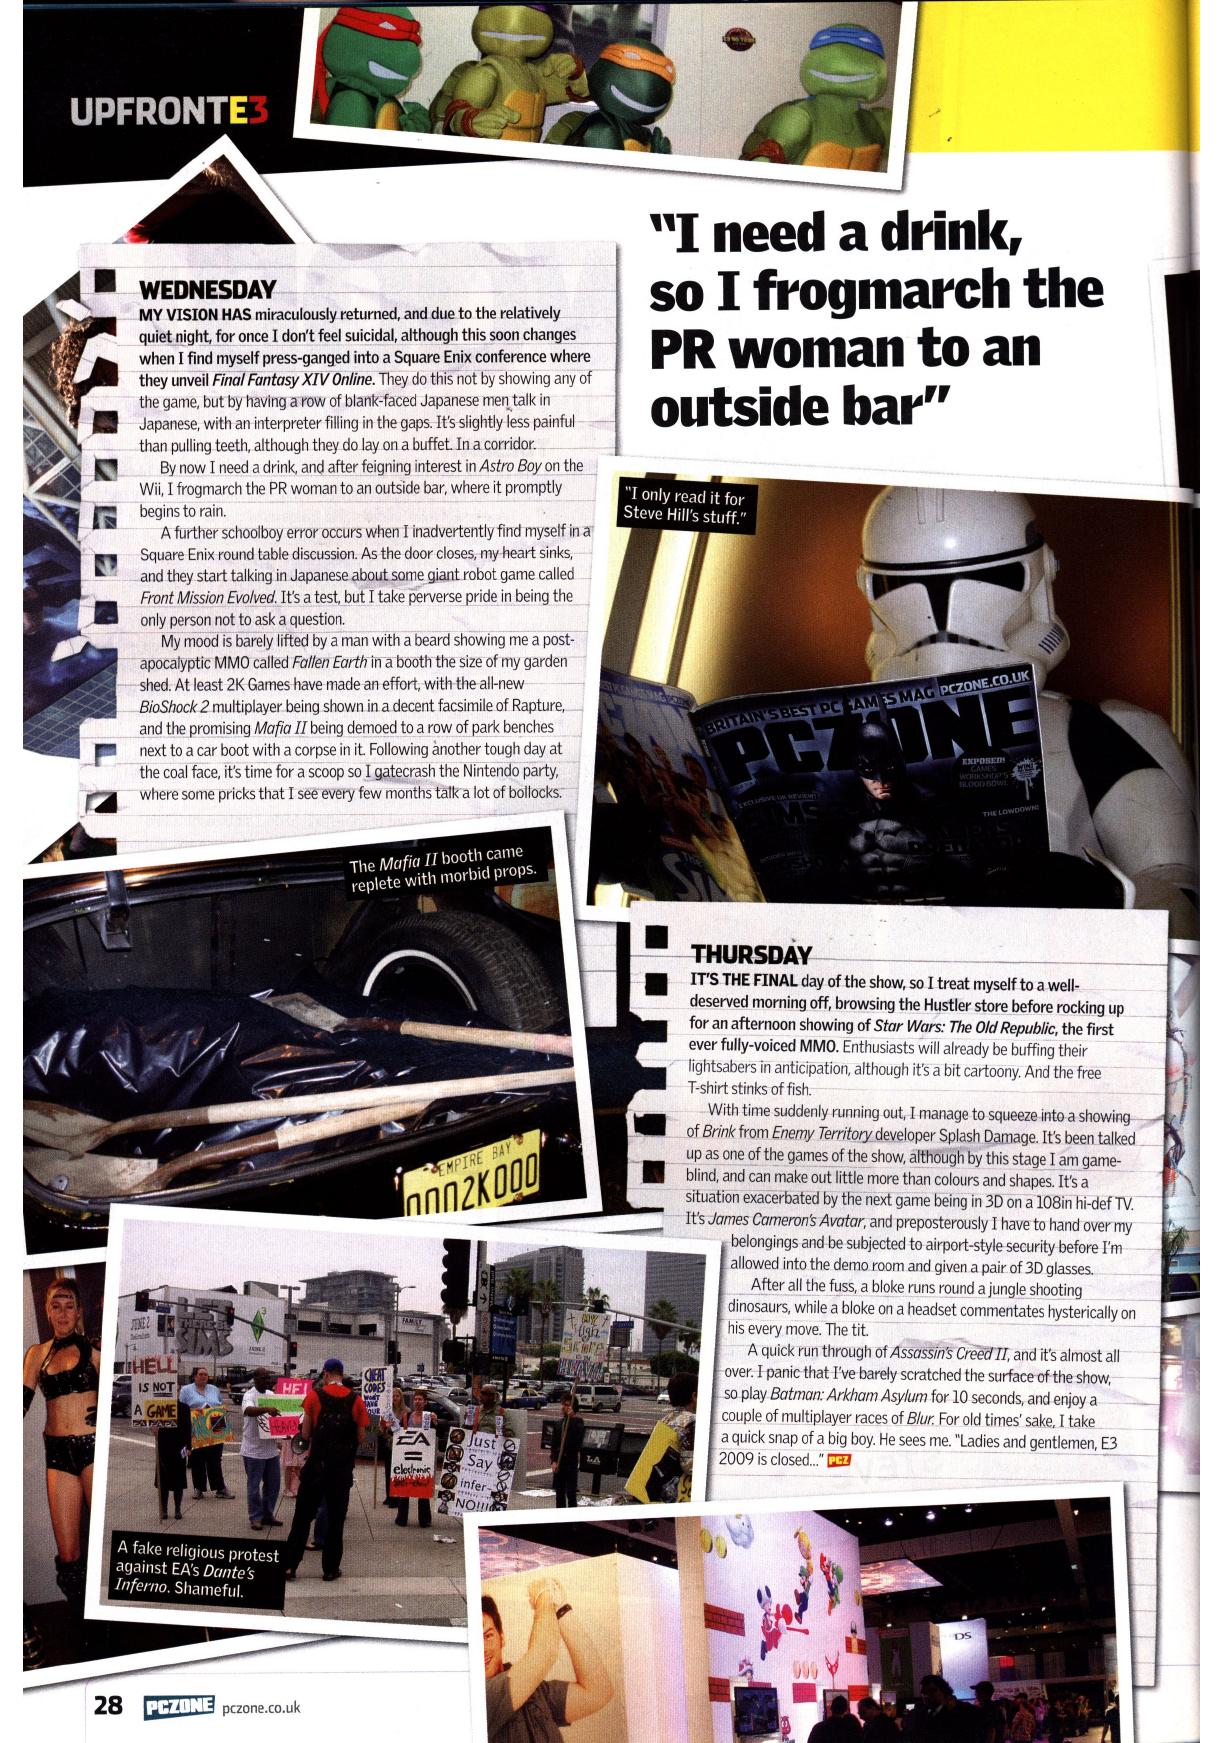 UPFRONTE3
"I need a drink,
so I frogmarch the
PR woman to an
outside bar"
WEDNESDAY
MY VISION HAS miraculously returned, and due to the relatively
quiet night, for once I don't feel suicidal, although this soon changes
when I find myself press-ganged into a Square Enix conference where
they unveil Final Fantasy XIV Online. They do this not by showing any of
the game, but by having a row of blank-faced Japanese men talk in
Japanese, with an interpreter filling in the gaps. It's slightly less painful
than pulling teeth, although they do lay on a buffet. In a corridor.
By now I need a drink, and after feigning interest in Astro Boy on the
Wii, I frogmarch the PR woman to an outside bar, where it promptly
begins to rain.
A further schoolboy error occurs when I inadvertently find myself in a
Square Enix round table discussion. As the door closes, my heart sinks,
and they start talking in Japanese about some giant robot game called
Front Mission Evolved. It's a test, but I take perverse pride in being the
only person not to ask a question.
My mood is barely lifted by a man with a beard showing me a post-
apocalyptic MMO called Fallen Earth in a booth the size of my garden
shed. At least 2K Games have made an effort, with the all-new
BioShock 2 multiplayer being shown in a decent facsimile of Rapture,
and the promising Mafia II being demoed to a row of park benches
next to a car boot with a corpse in it. Following another tough day at
the coal face, it's time for a scoop so I gatecrash the Nintendo party,
where some pricks that I see every few months talk a lot of bollocks.
"I only read it for
Steve Hill's stuff."
BRITAIN'S BEST PC GAMES MAG PCZONE.CO.UK
PCZONE
EXPOSED!
GAMES
WORKSHOP'S
BLOOD BOWL
EXCLUSIVE UK REVIEW!
THE LOWDOWN!
The Mafia II booth came
replete with morbid props.
EMPIRE BAY
0002K000
THURSDAY
IT'S THE FINAL day of the show, so I treat myself to a well-
deserved morning off, browsing the Hustler store before rocking up
for an afternoon showing of Star Wars: The Old Republic, the first
ever fully-voiced MMO. Enthusiasts will already be buffing their
lightsabers in anticipation, although it's a bit cartoony. And the free
T-shirt stinks of fish.
With time suddenly running out, I manage to squeeze into a showing
of Brink from Enemy Territory developer Splash Damage. It's been talked
up as one of the games of the show, although by this stage I am game-
blind, and can make out little more than colours and shapes. It's a
situation exacerbated by the next game being in 3D on a 108in hi-def TV.
It's James Cameron's Avatar, and preposterously I have to hand over my
belongings and be subjected to airport-style security before I'm
allowed into the demo room and given a pair of 3D glasses.
After all the fuss, a bloke runs round a jungle shooting
dinosaurs, while a bloke on a headset commentates hysterically on
his every move. The tit.
A quick run through of Assassin's Creed II, and it's almost all
over. I panic that I've barely scratched the surface of the show,
so play Batman: Arkham Asylum for 10 seconds, and enjoy a
couple of multiplayer races of Blur. For old times' sake, I take
a quick snap of a big boy. He sees me. "Ladies and gentlemen, E3
2009 is closed..." PCZ
JUNE 2
SIMS
3
FAMILY
HELL
IS NOT
A GAME
CHEAT
CODES
WON'T
SAVE
YOUR
EA
=
electronic
Just
Say
infer-
NO!!!
A fake religious protest
against EA's Dante's
Inferno. Shameful.
DS
28 PCZONE pczone.co.uk